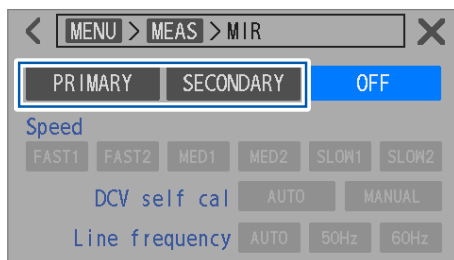 < MENU > MEAS > MIR X
PRIMARY SECONDARY OFF
Speed
FAST1 FAST2 MED1 MED2 SLOW1 SLOW2
DCV self cal AUTO MANUAL
Line frequency AUTO 50Hz 60Hz